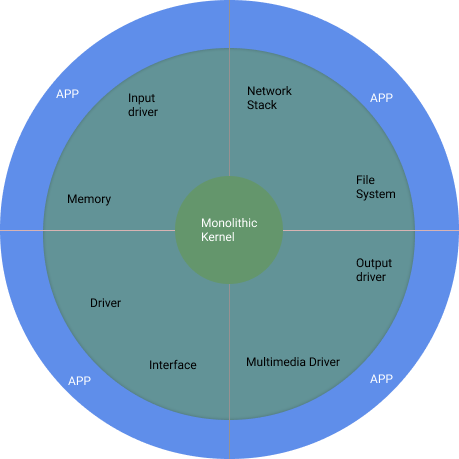 APP
Input
driver
Network
Stack
APP
Memory
File
System
Monolithic
Kernel
Output
driver
Driver
Interface
Multimedia Driver
APP
APP